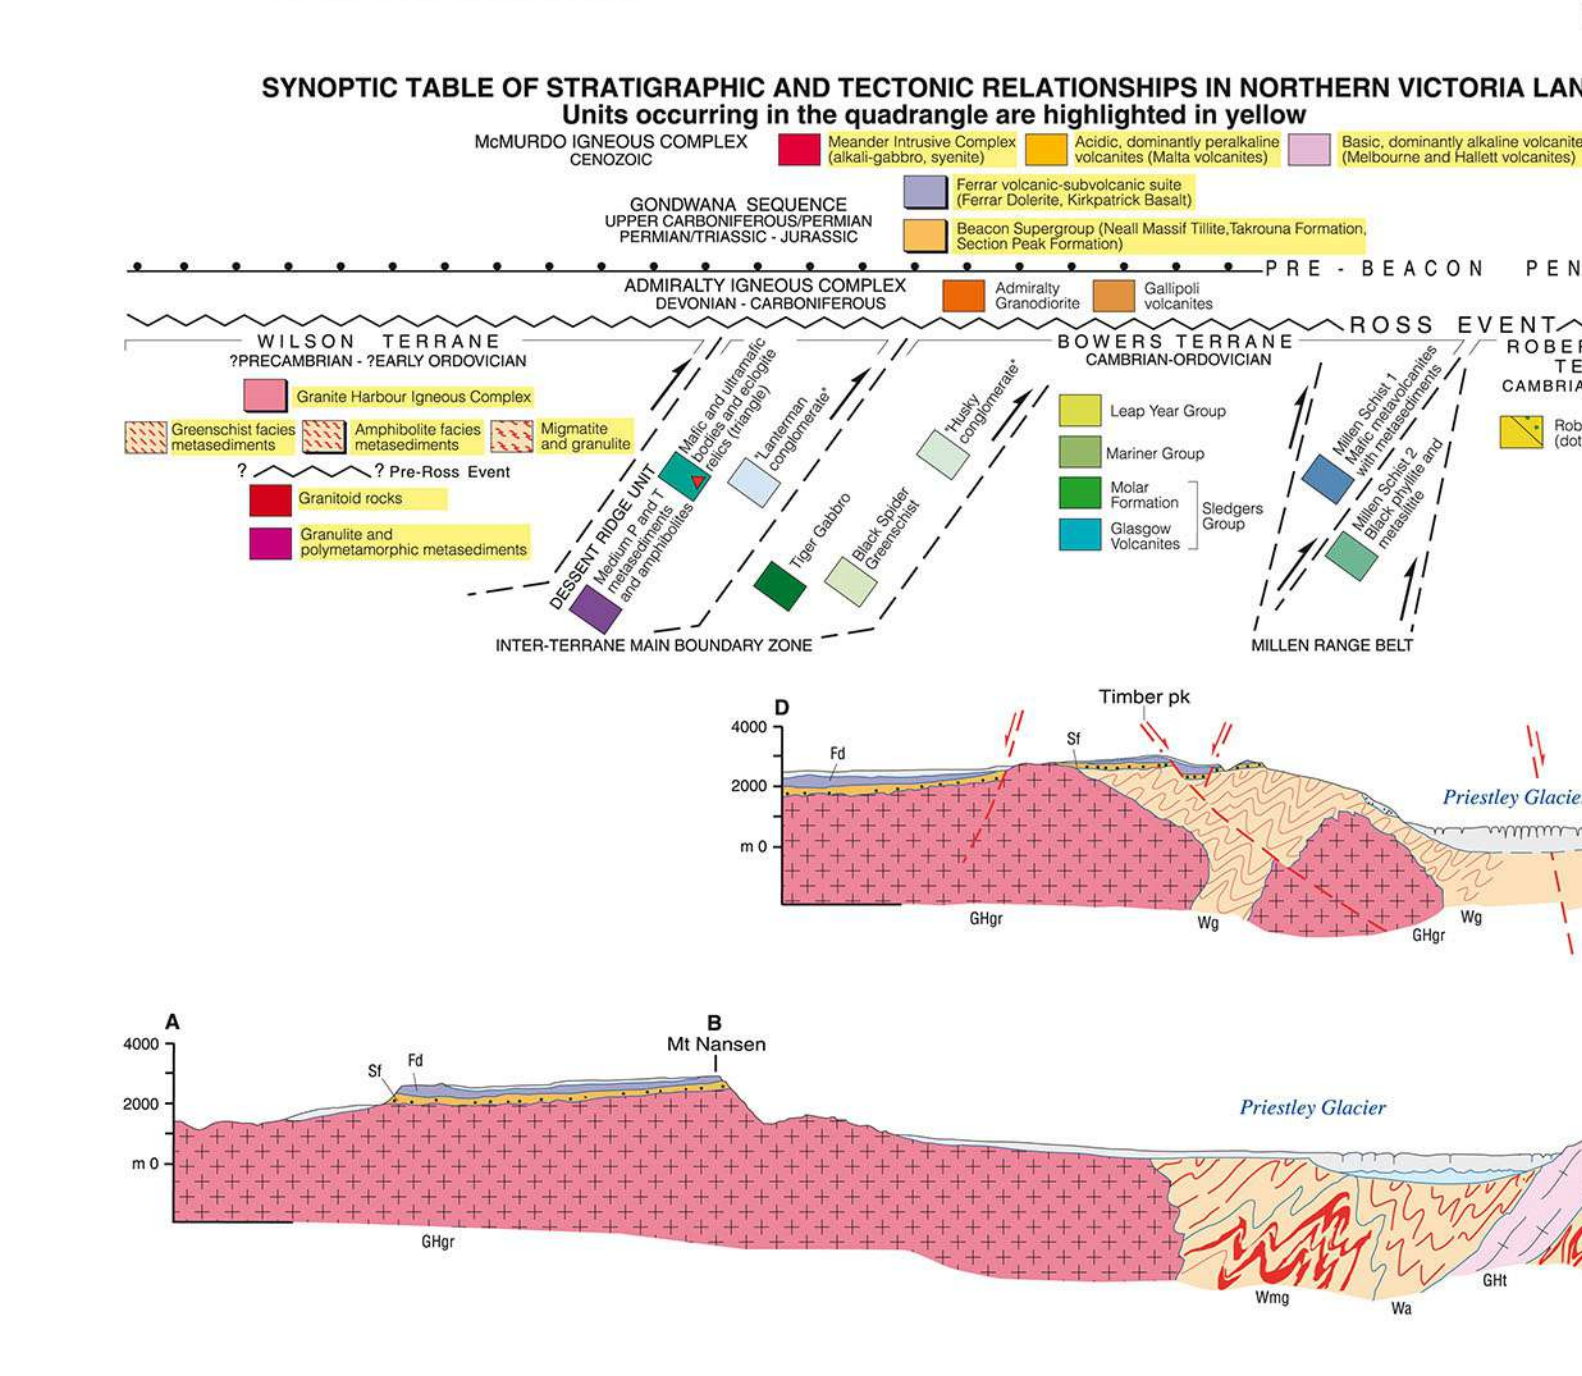 SYNOPTIC TABLE OF STRATIGRAPHIC AND TECTONIC RELATIONSHIPS IN NORTHERN VICTORIA LAN
Units occurring in the quadrangle are highlighted in yellow
McMURDO IGNEOUS COMPLEX
CENOZOIC
Meander Intrusive Complex
(alkali-gabbro, syenite)
Acidic, dominantly peralkaline
volcanites (Malta volcanites)
Basic, dominantly alkaline volcanite
(Melbourne and Hallett volcanites)
GONDWANA SEQUENCE
UPPER CARBONIFEROUS/PERMIAN
PERMIAN/TRIASSIC - JURASSIC
Ferrar volcanic-subvolcanic suite
(Ferrar Dolerite, Kirkpatrick Basalt)
Beacon Supergroup (Neall Massif Tillite,Takrouna Formation,
Section Peak Formation)
PRE - BEACON PEN
ADMIRALTY IGNEOUS COMPLEX
DEVONIAN - CARBONIFEROUS
Admiralty
Granodiorite
Gallipoli
volcanites
ROSS EVENT
WILSON TERRANE
?PRECAMBRIAN - ?EARLY ORDOVICIAN
Granite Harbour Igneous Complex
Greenschist facies
metasediments
Amphibolite facies
metasediments
Migmatite
and granulite
? ? Pre-Ross Event
Granitoid rocks
Granulite and
polymetamorphic metasediments
DESSENT RIDGE UNIT
Medium P and T
metasediments
and amphibolites
Mafic and ultramafic
bodies and eclogite
relics (triangle)
"Lanterman
conglomerate"
INTER-TERRANE MAIN BOUNDARY ZONE
Tiger Gabbro
Black Spider
Greenschist
"Husky
conglomerate"
BOWERS TERRANE
CAMBRIAN-ORDOVICIAN
Leap Year Group
Mariner Group
Molar
Formation
Glasgow
Volcanites
Sledgers
Group
Millen Schist 1
Mafic metavolcanites
with metasediments
Millen Schist 2
Black phyllite and
metasiltite
MILLEN RANGE BELT
ROBER
TE
CAMBRIA
Rob
(dot
D
Timber pk
4000
2000
m 0
Fd
Sf
Priestley Glacie
GHgr
Wg
GHgr
Wg
A
B
Mt Nansen
4000
2000
m 0
Sf
Fd
Priestley Glacier
GHgr
Wmg
Wa
GHt